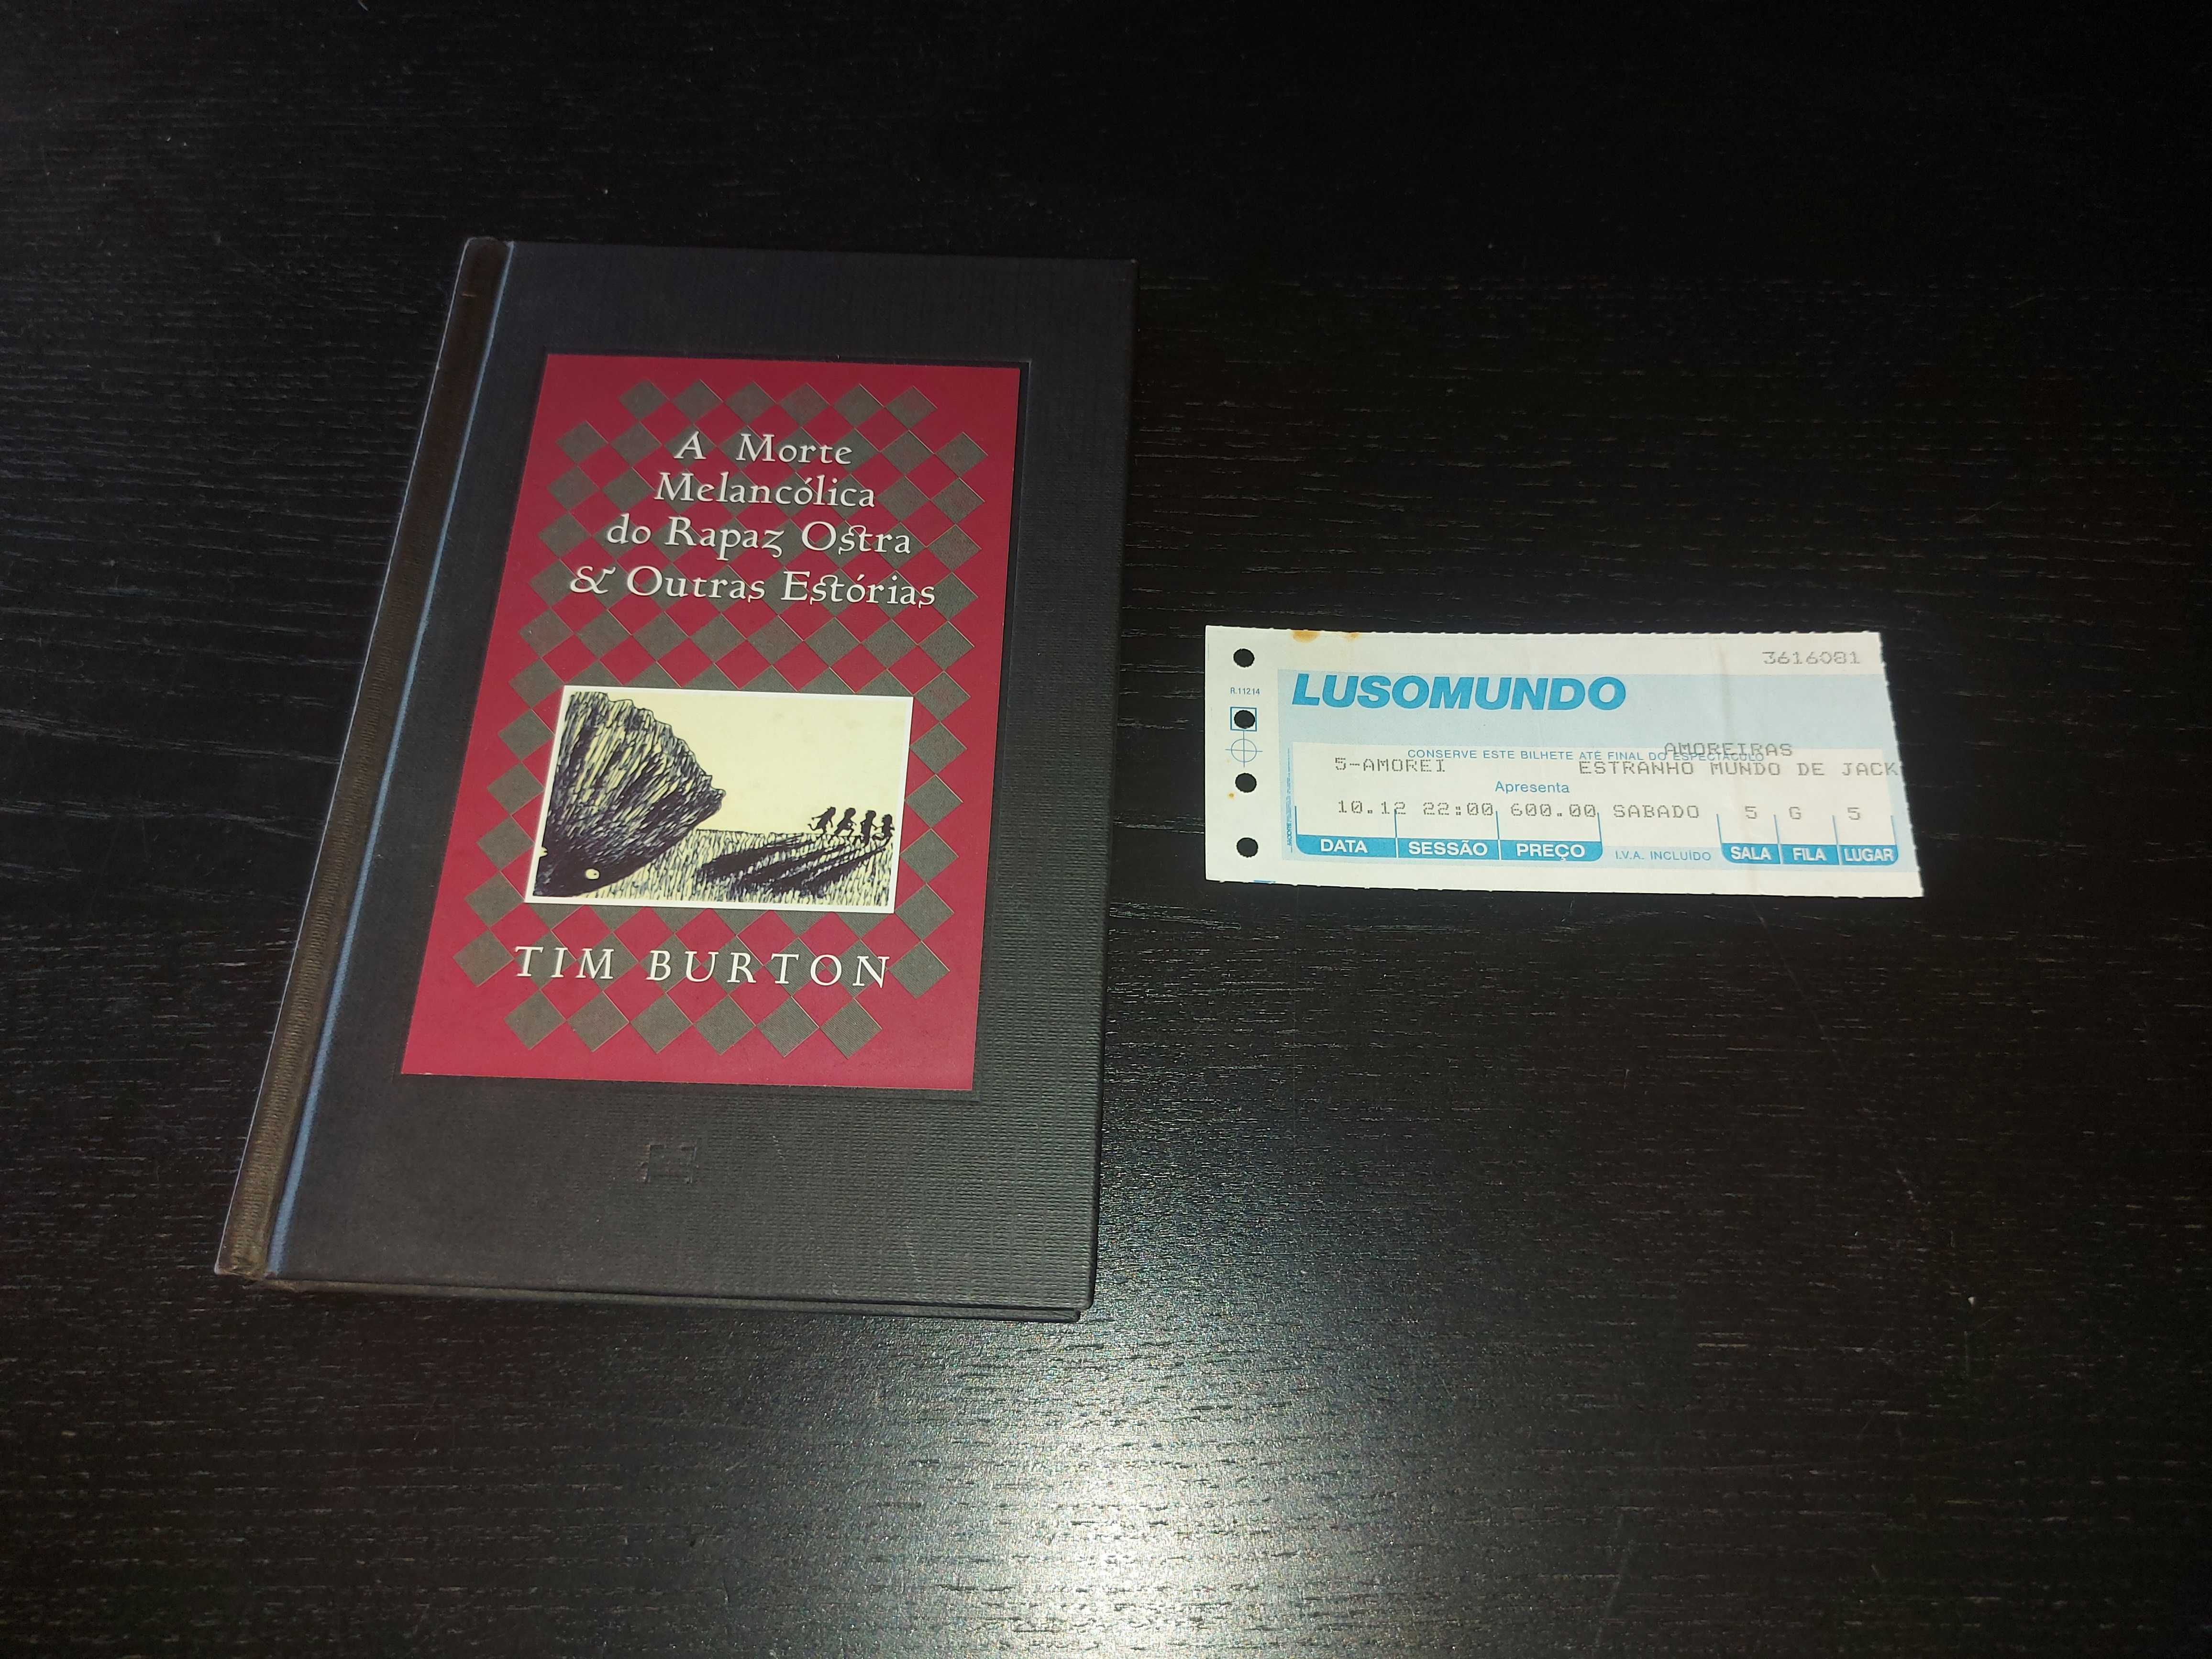 A Morte
Melancólica
do Rapaz Ostra
& Outras Estórias
TIM BURTON
3616081
R.11214
LUSOMUNDO
AMOREIRAS
CONSERVE ESTE BILHETE ATÉ FINAL DO ESPECTÁCULO
5-AMOREI ESTRANHO MUNDO DE JACK
Apresenta
10.12 22:00 600.00 SABADO 5 G 5
DATA SESSÃO PREÇO I.V.A. INCLUÍDO SALA FILA LUGAR